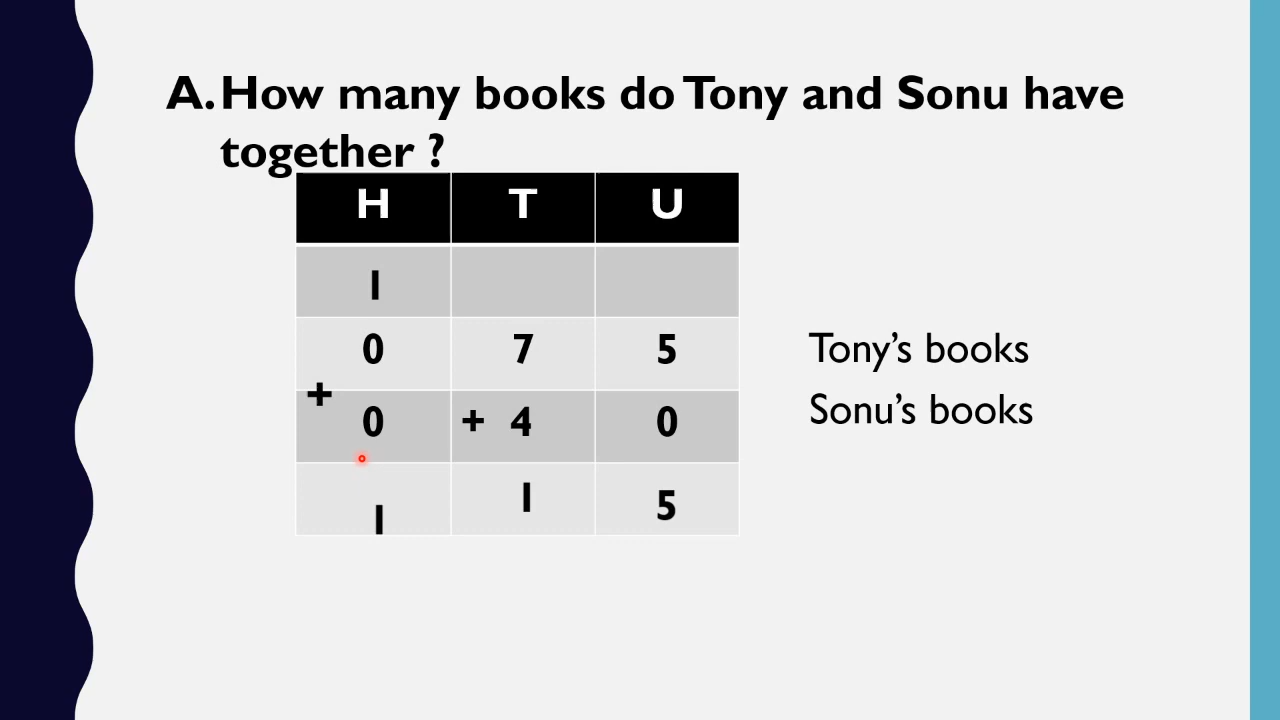 A. How many books do Tony and Sonu have
together ?
H T U
1
0 7 5 Tony's books
+
0 + 4 0 Sonu's books
1 1 5